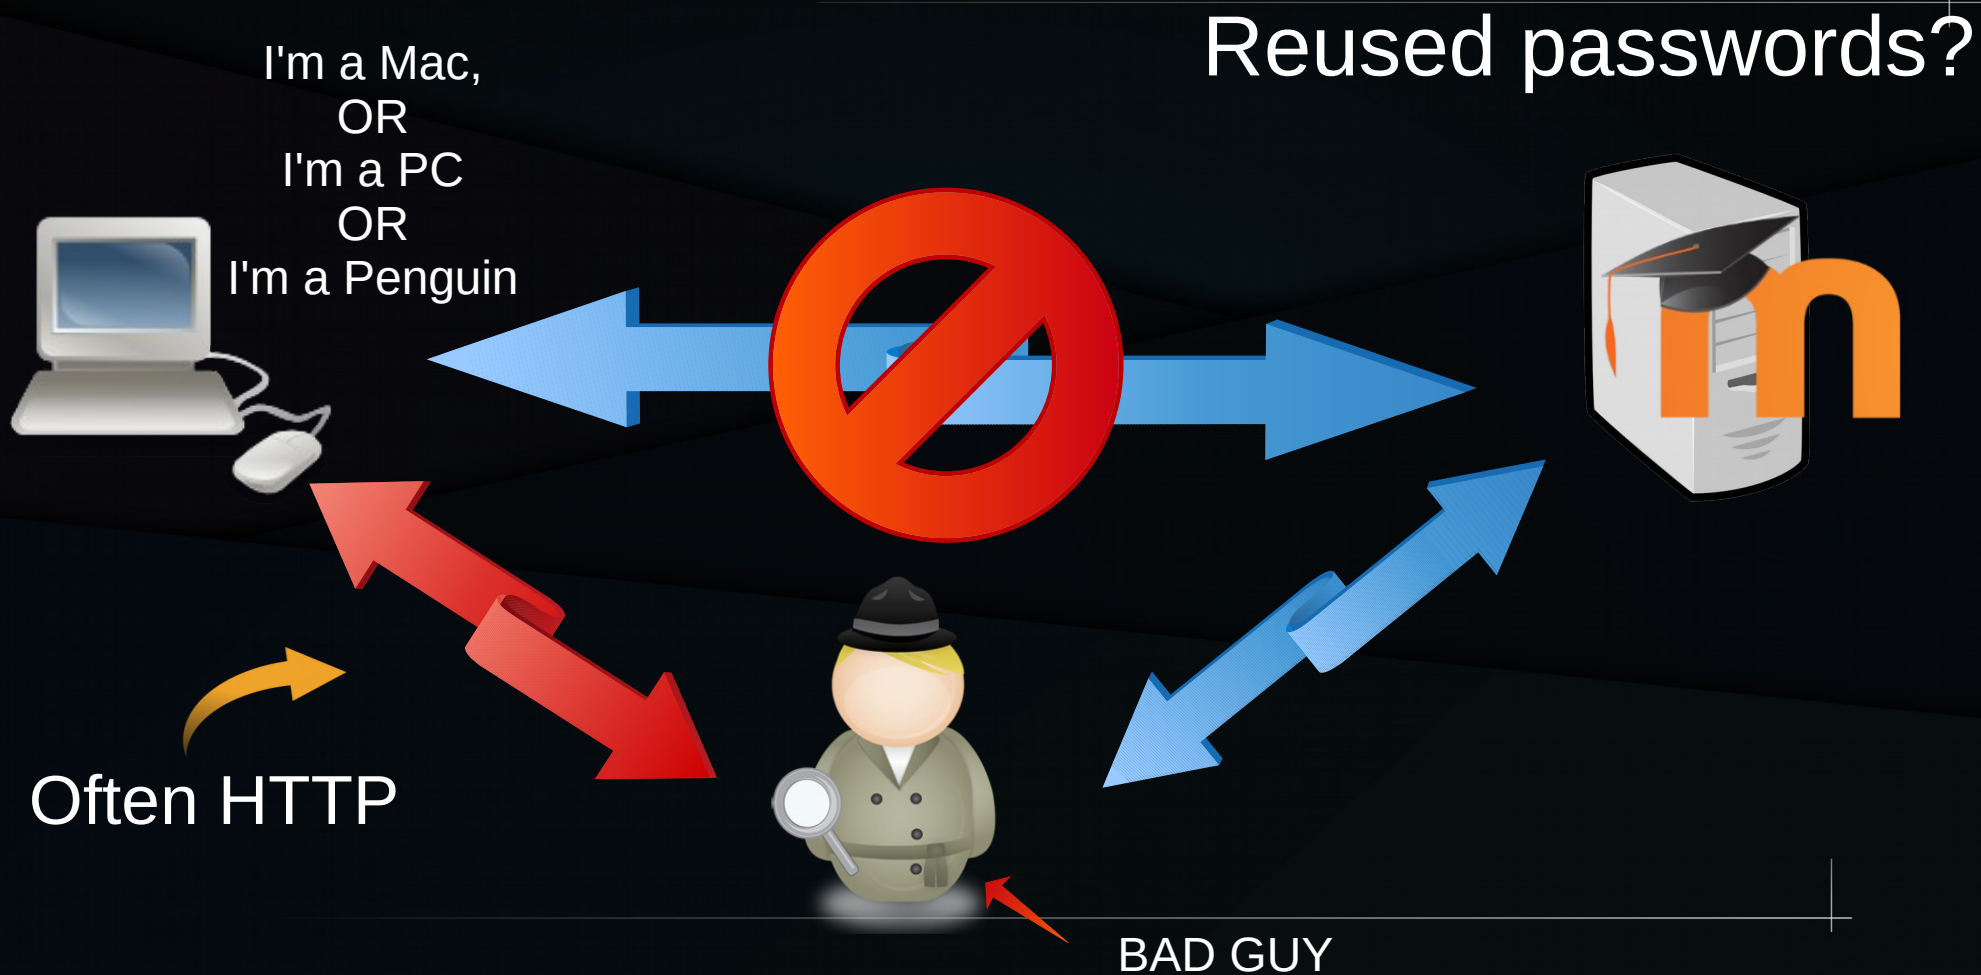 Reused passwords?
I'm a Mac,
OR
I'm a PC
OR
I'm a Penguin
Often HTTP
BAD GUY
m